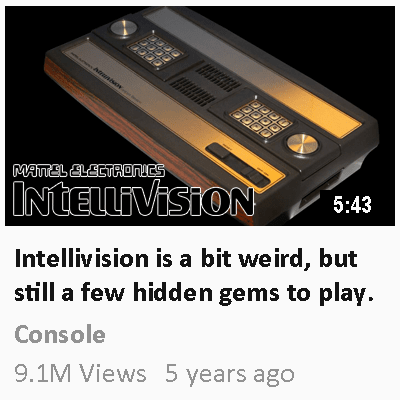 MATTEL ELECTRONICS
INTELLIVISION
5:43
Intellivision is a bit weird, but
still a few hidden gems to play.
Console
9.1M Views 5 years ago